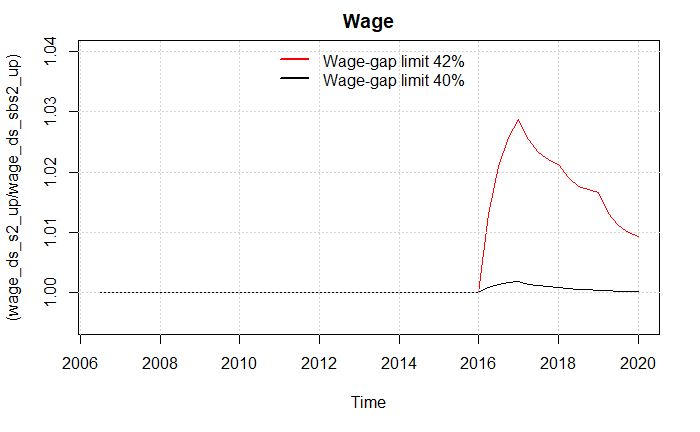 Wage
Wage-gap limit 42%
Wage-gap limit 40%
(wage_ds_s2_up/wage_ds_sbs2_up)
1.04
1.03
1.02
1.01
1.00
2006 2008 2010 2012 2014 2016 2018 2020
Time